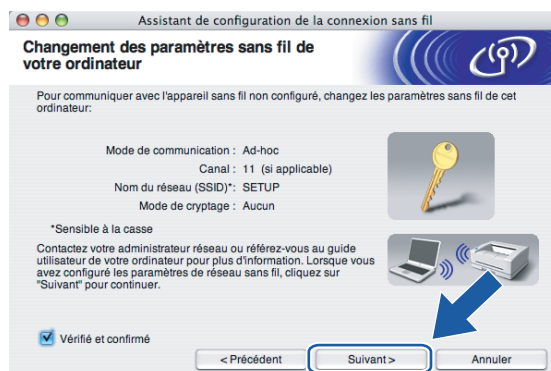 Assistant de configuration de la connexion sans fil
Changement des paramètres sans fil de
votre ordinateur
Pour communiquer avec l'appareil sans fil non configuré, changez les paramètres sans fil de cet
ordinateur:
Mode de communication : Ad-hoc
Canal : 11 (si applicable)
Nom du réseau (SSID)*: SETUP
Mode de cryptage : Aucun
*Sensible à la casse
Contactez votre administrateur réseau ou référez-vous au guide
utilisateur de votre ordinateur pour plus d'information. Lorsque vous
avez configuré les paramètres de réseau sans fil, cliquez sur
"Suivant" pour continuer.
Vérifié et confirmé
< Précédent Suivant > Annuler